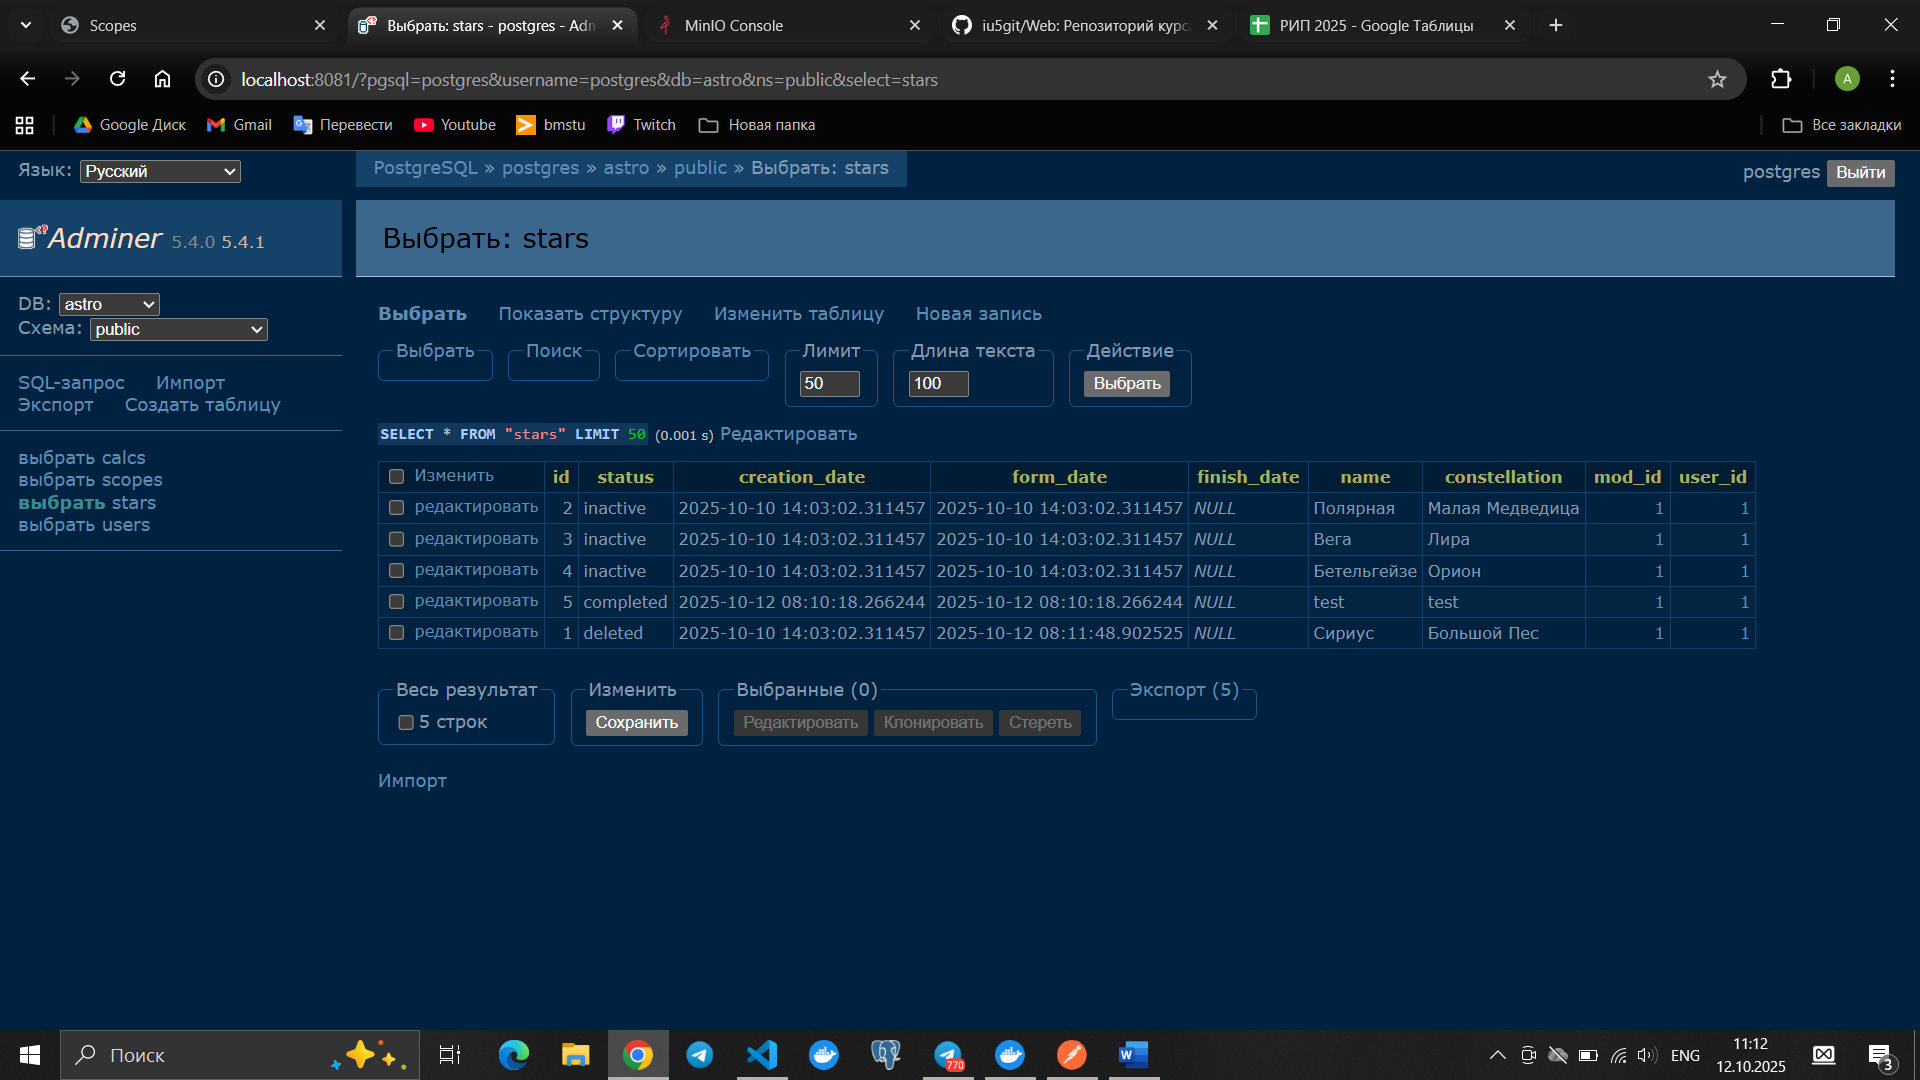 Scopes
Выбрать: stars - postgres - Adm
MinIO Console
iu5git/Web: Репозиторий курс
РИП 2025 - Google Таблицы
localhost:8081/?pgsql=postgres&username=postgres&db=astro&ns=public&select=stars
A
Google Диск
Gmail
Перевести
Youtube
bmstu
Twitch
Новая папка
Все закладки
Язык: Русский
PostgreSQL » postgres » astro » public » Выбрать: stars
postgres Выйти
Adminer 5.4.0 5.4.1
Выбрать: stars
DB: astro
Схема: public
SQL-запрос Импорт
Экспорт Создать таблицу
выбрать calcs
выбрать scopes
выбрать stars
выбрать users
Выбрать Показать структуру Изменить таблицу Новая запись
Выбрать Поиск Сортировать Лимит Длина текста Действие
50 100 Выбрать
SELECT * FROM "stars" LIMIT 50 (0.001 s) Редактировать
Изменить id status creation_date form_date finish_date name constellation mod_id user_id
редактировать 2 inactive 2025-10-10 14:03:02.311457 2025-10-10 14:03:02.311457 NULL Полярная Малая Медведица 1 1
редактировать 3 inactive 2025-10-10 14:03:02.311457 2025-10-10 14:03:02.311457 NULL Вега Лира 1 1
редактировать 4 inactive 2025-10-10 14:03:02.311457 2025-10-10 14:03:02.311457 NULL Бетельгейзе Орион 1 1
редактировать 5 completed 2025-10-12 08:10:18.266244 2025-10-12 08:10:18.266244 NULL test test 1 1
редактировать 1 deleted 2025-10-10 14:03:02.311457 2025-10-12 08:11:48.902525 NULL Сириус Большой Пес 1 1
Весь результат Изменить Выбранные (0) Экспорт (5)
5 строк Сохранить Редактировать Клонировать Стереть
Импорт
Поиск
770
W
ENG
11:12
12.10.2025
3